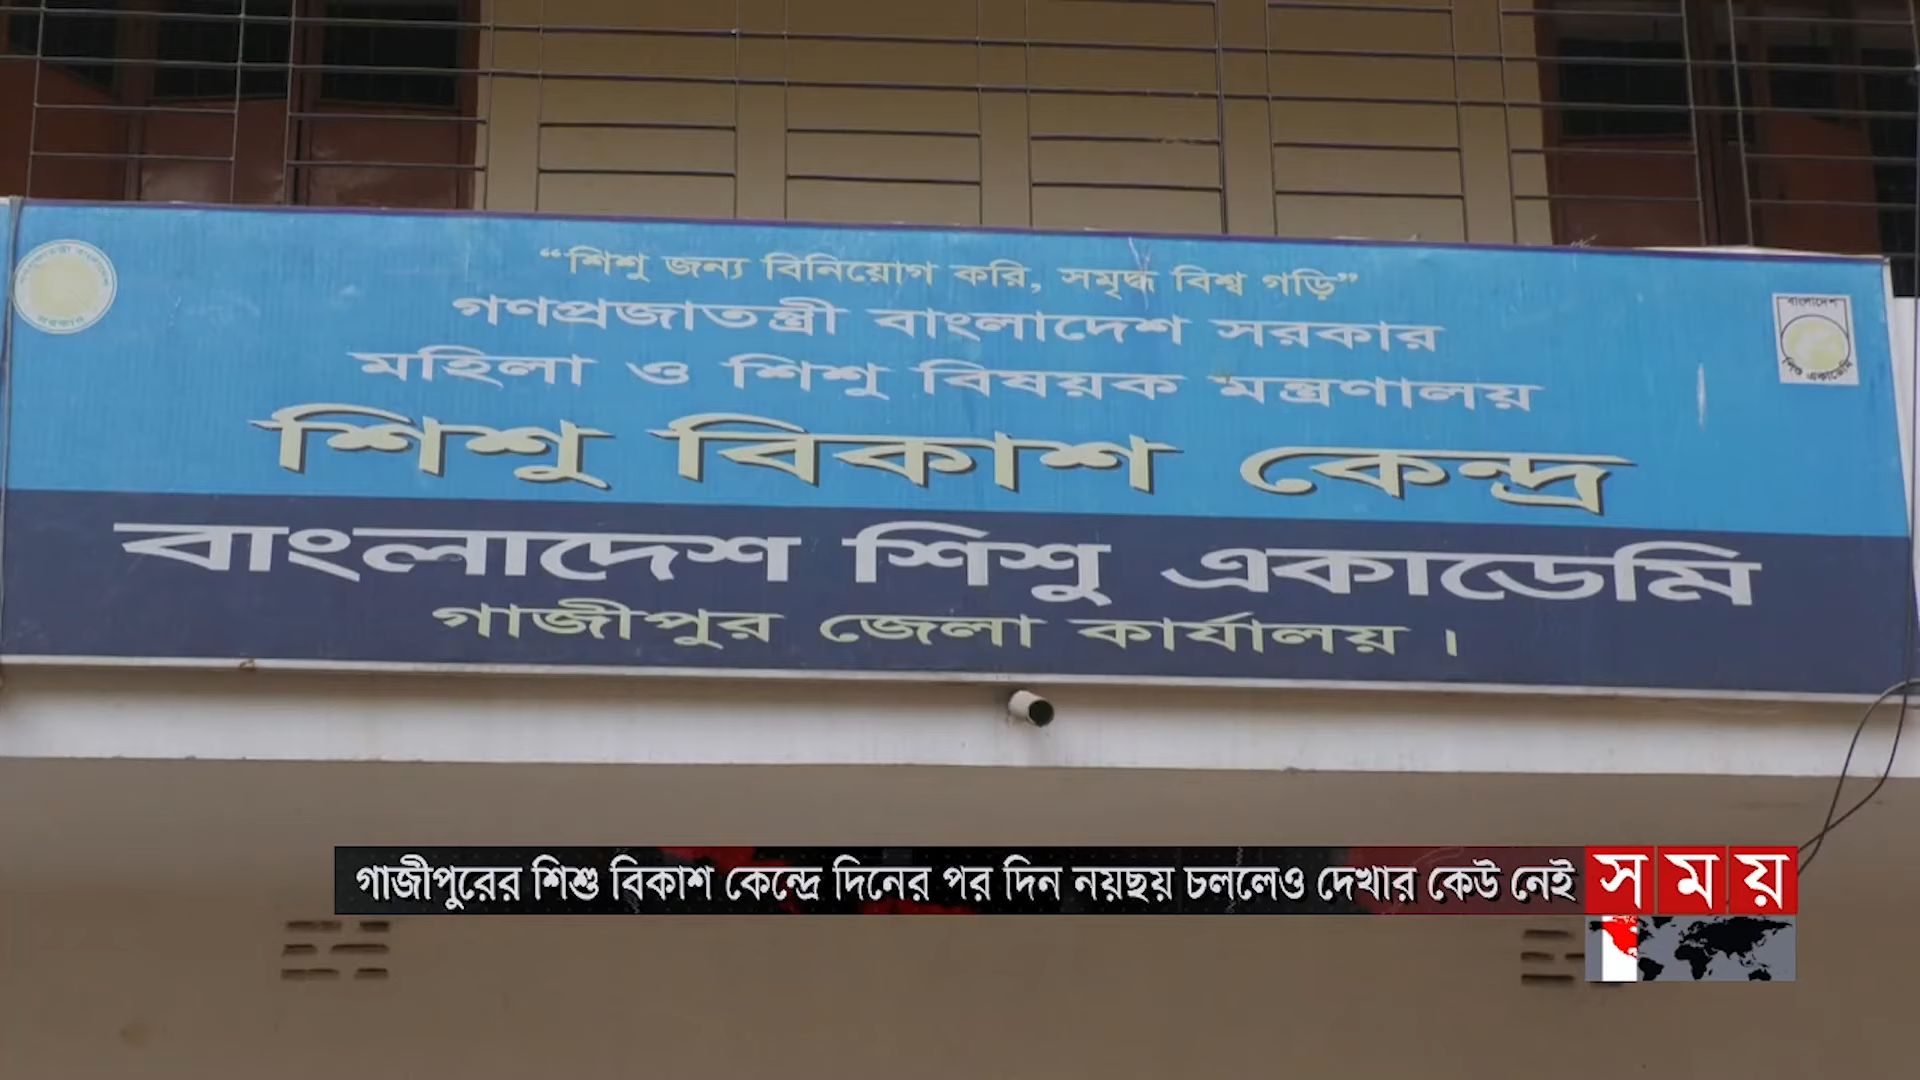 “শিশু জন্য বিনিয়োগ করি, সমৃদ্ধ বিশ্ব গড়ি”
গণপ্রজাতন্ত্রী বাংলাদেশ সরকার
মহিলা ও শিশু বিষয়ক মন্ত্রণালয়
শিশু বিকাশ কেন্দ্র
বাংলাদেশ শিশু একাডেমি
গাজীপুর জেলা কার্যালয়।
বাংলাদেশ
শিশু একাডেমি
গাজীপুরের শিশু বিকাশ কেন্দ্রে দিনের পর দিন নয়ছয় চললেও দেখার কেউ নেই
সময়